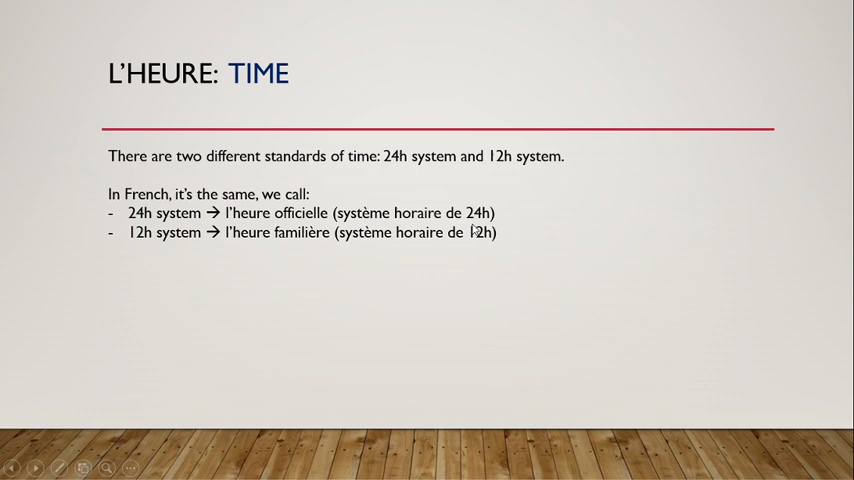 L'HEURE: TIME
There are two different standards of time: 24h system and 12h system.
In French, it's the same, we call:
- 24h system → l'heure officielle (système horaire de 24h)
- 12h system → l'heure familière (système horaire de 12h)